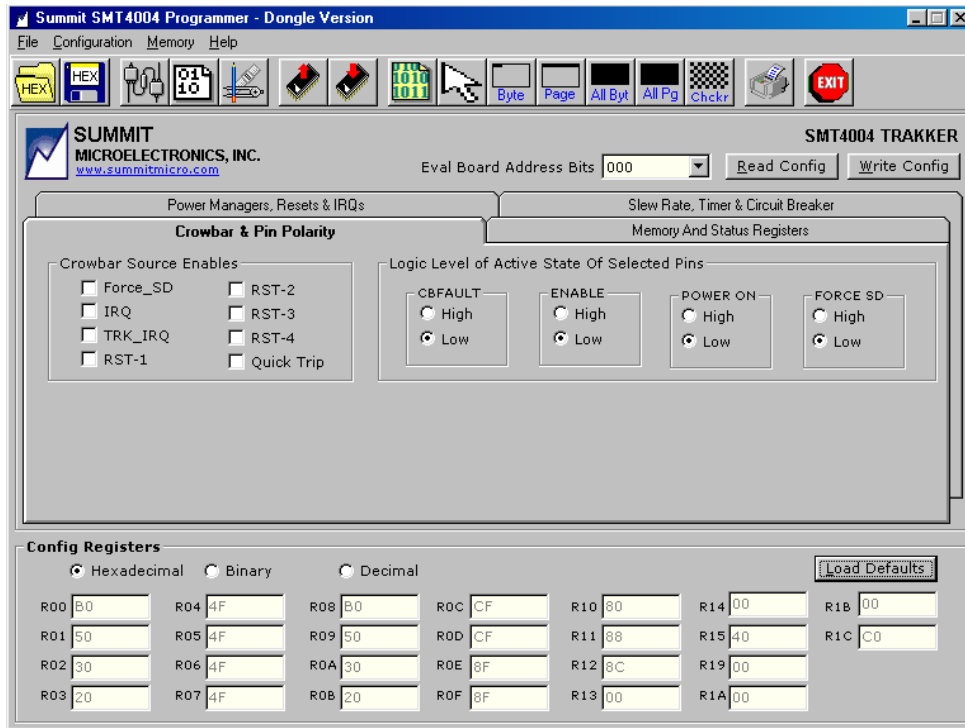 Summit SMT4004 Programmer - Dongle Version
File Configuration Memory Help
HEX HEX 01 10 110 1010 1011 Byte Page All Byt All Pg Chckr EXIT
SUMMIT
MICROELECTRONICS, INC.
www.summitmicro.com
SMT4004 TRAKKER
Eval Board Address Bits 000 Read Config Write Config
Power Managers, Resets & IRQs Slew Rate, Timer & Circuit Breaker
Crowbar & Pin Polarity Memory And Status Registers
Crowbar Source Enables
Force_SD RST-2
IRQ RST-3
TRK_IRQ RST-4
RST-1 Quick Trip
Logic Level of Active State Of Selected Pins
CBFAULT ENABLE POWER ON FORCE SD
High High High High
Low Low Low Low
Config Registers
Hexadecimal Binary Decimal Load Defaults
R00 B0 R04 4F R08 B0 R0C CF R10 80 R14 00 R1B 00
R01 50 R05 4F R09 50 R0D CF R11 88 R15 40 R1C C0
R02 30 R06 4F R0A 30 R0E 8F R12 8C R19 00
R03 20 R07 4F R0B 20 R0F 8F R13 00 R1A 00